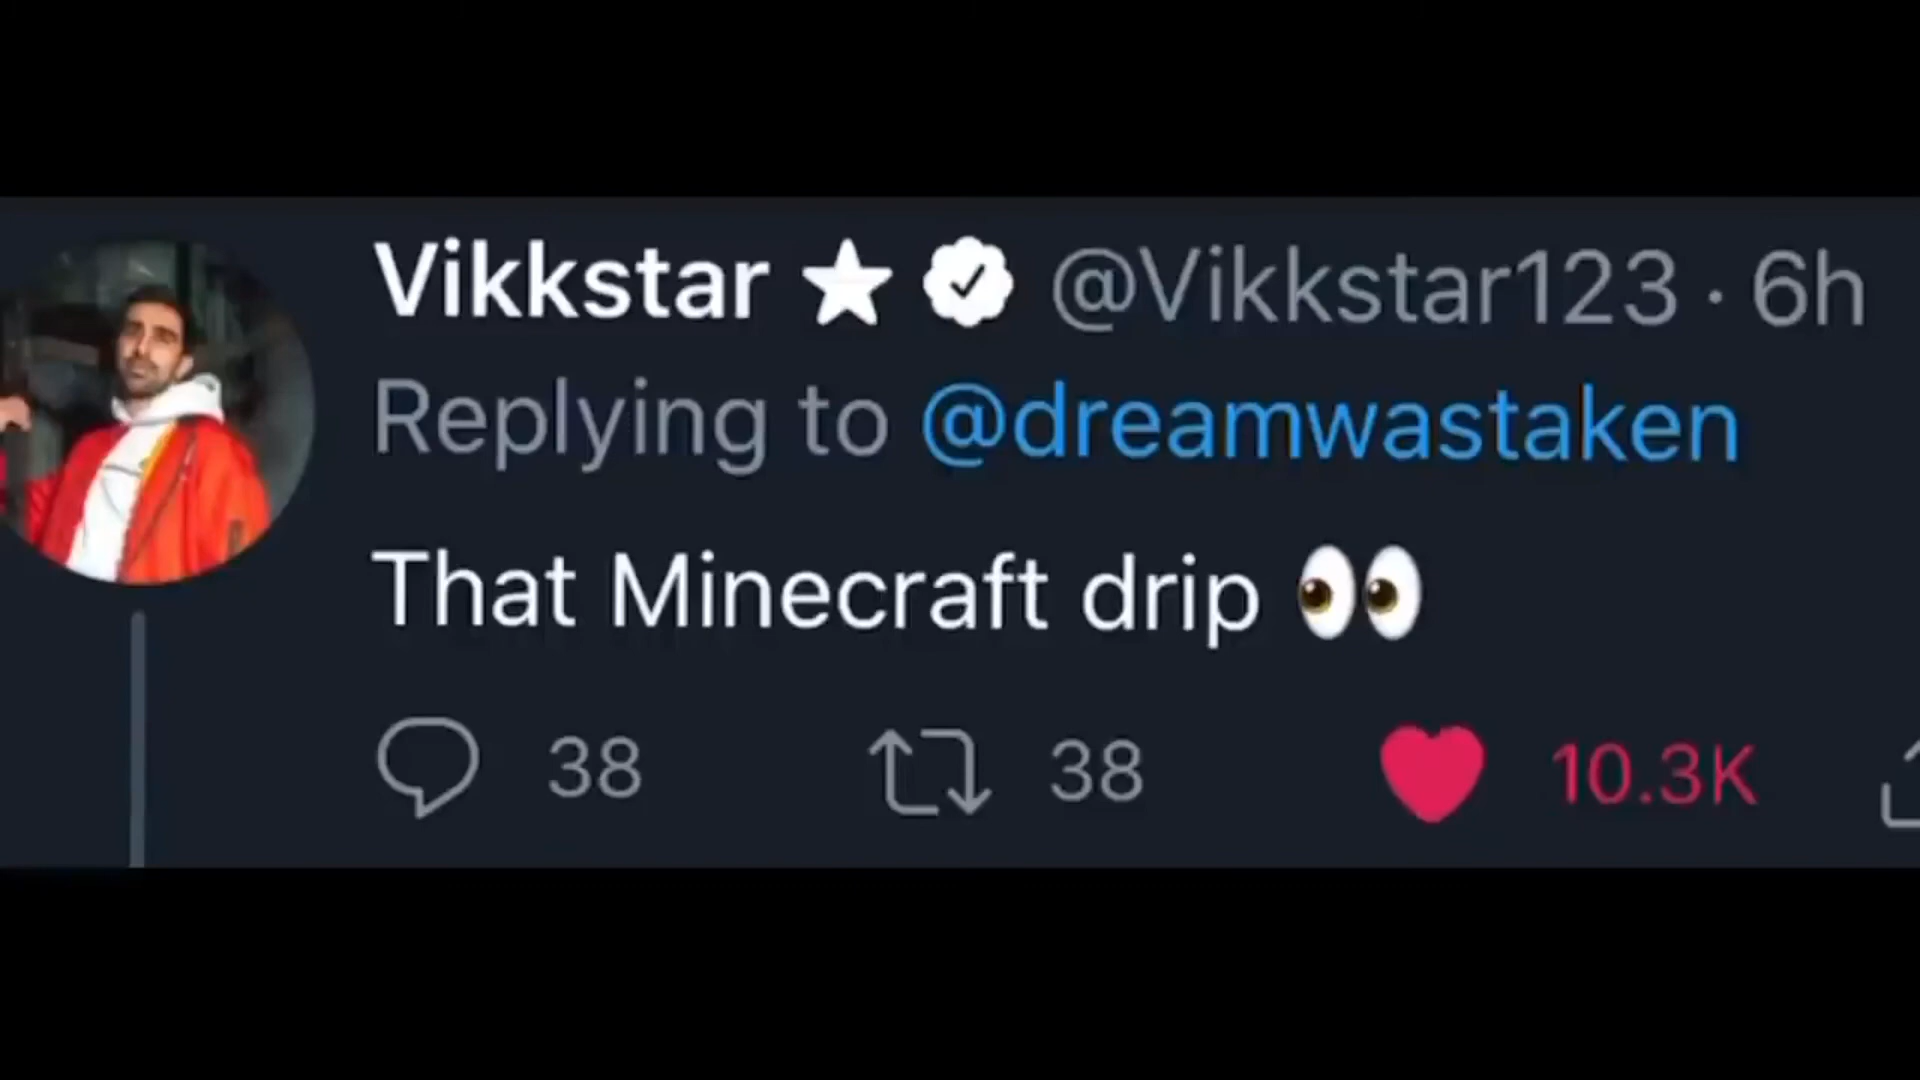 Vikkstar ★ @Vikkstar123 · 6h
Replying to @dreamwastaken
That Minecraft drip 👀
38 38 10.3K